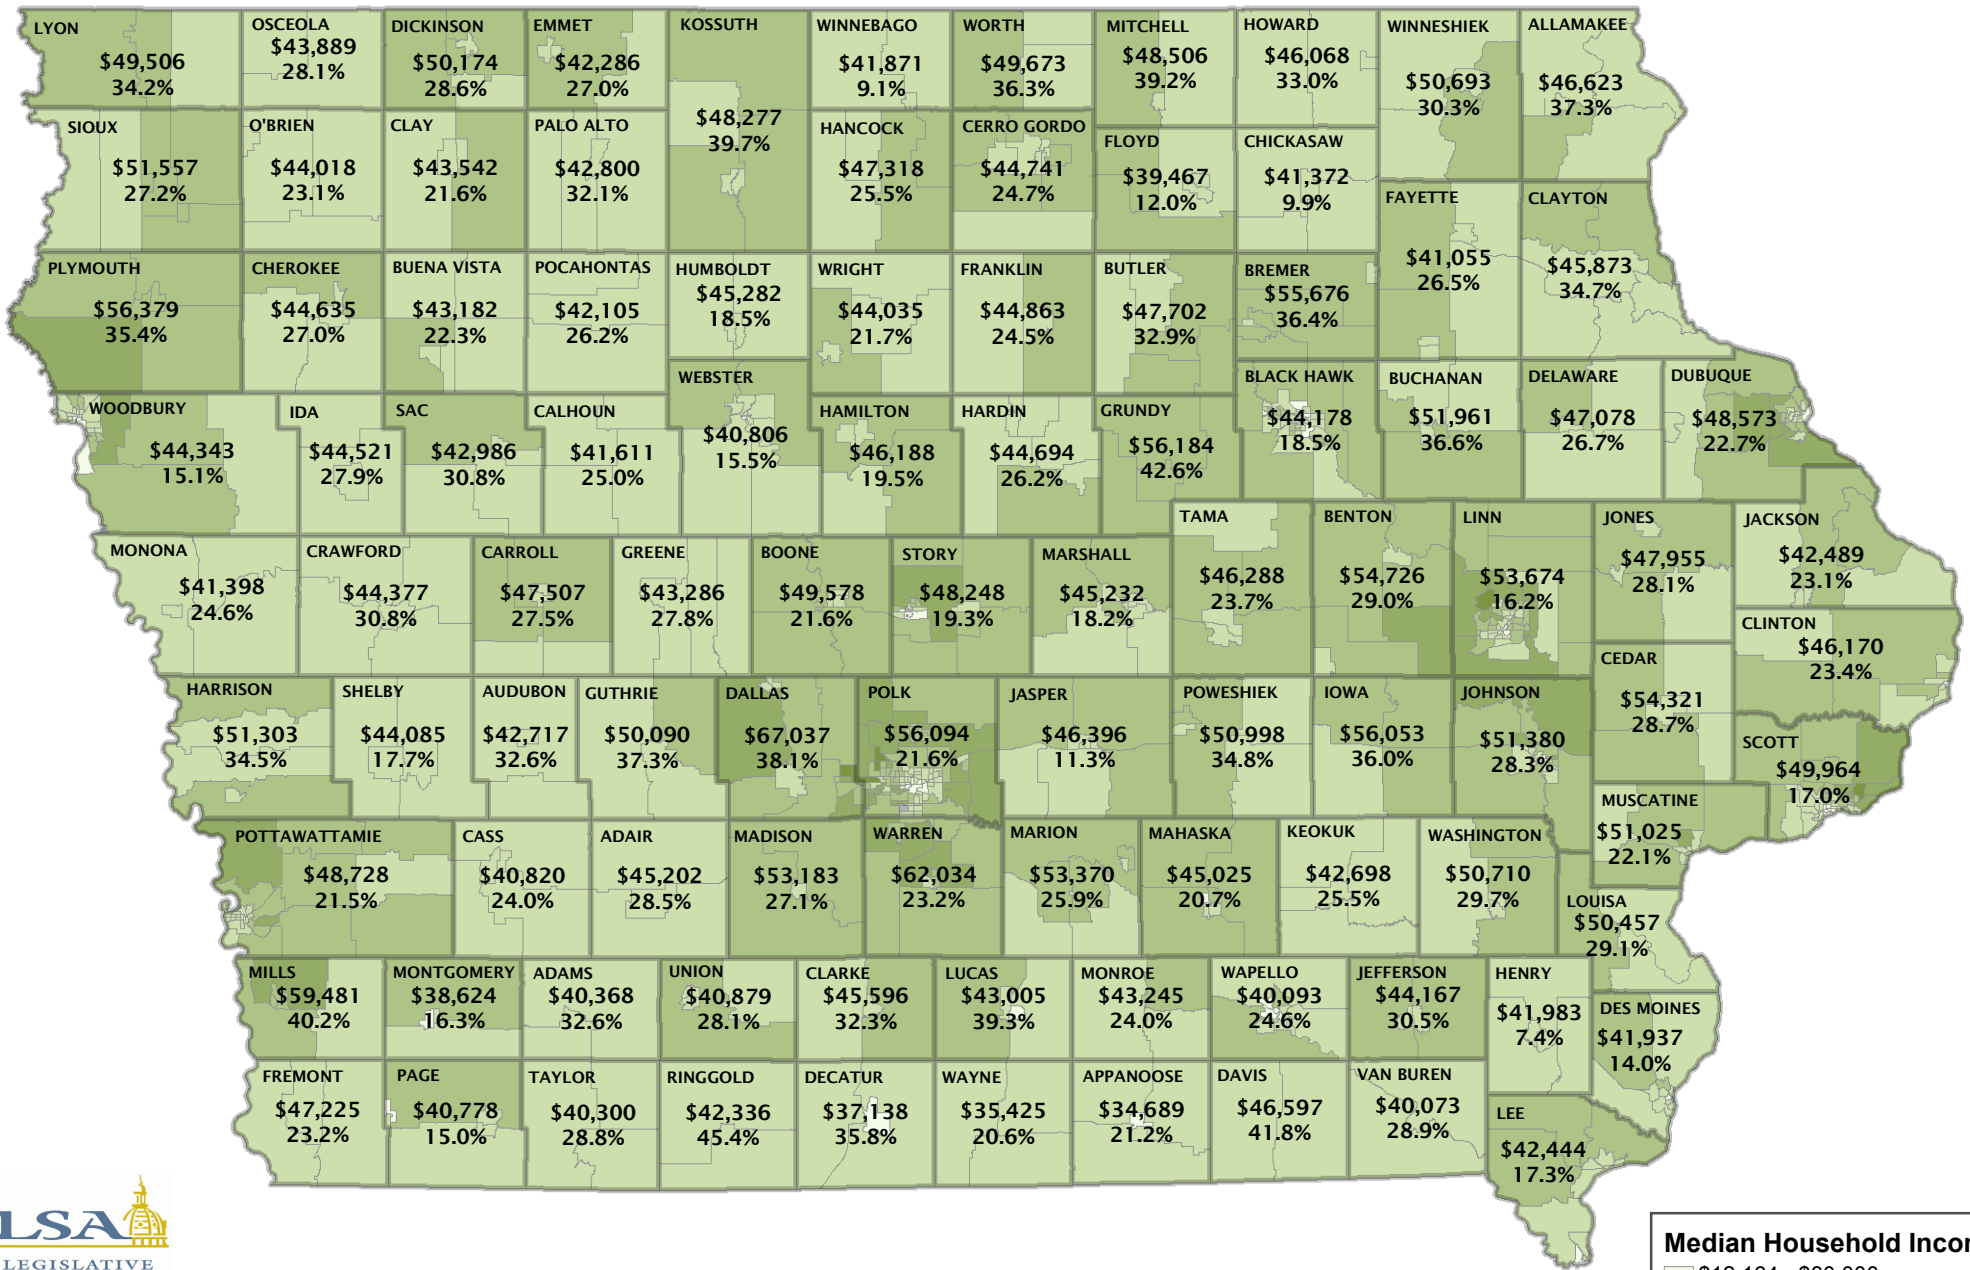 LYON
$49,506
34.2%
OSCEOLA
$43,889
28.1%
DICKINSON
$50,174
28.6%
EMMET
$42,286
27.0%
KOSSUTH
$48,277
39.7%
WINNEBAGO
$41,871
9.1%
WORTH
$49,673
36.3%
MITCHELL
$48,506
39.2%
HOWARD
$46,068
33.0%
WINNESHIEK
$50,693
30.3%
ALLAMAKEE
$46,623
37.3%
SIOUX
$51,557
27.2%
O'BRIEN
$44,018
23.1%
CLAY
$43,542
21.6%
PALO ALTO
$42,800
32.1%
HANCOCK
$47,318
25.5%
CERRO GORDO
$44,741
24.7%
FLOYD
$39,467
12.0%
CHICKASAW
$41,372
9.9%
FAYETTE
$41,055
26.5%
CLAYTON
$45,873
34.7%
PLYMOUTH
$56,379
35.4%
CHEROKEE
$44,635
27.0%
BUENA VISTA
$43,182
22.3%
POCAHONTAS
$42,105
26.2%
HUMBOLDT
$45,282
18.5%
WRIGHT
$44,035
21.7%
FRANKLIN
$44,863
24.5%
BUTLER
$47,702
32.9%
BREMER
$55,676
36.4%
WOODBURY
$44,343
15.1%
IDA
$44,521
27.9%
SAC
$42,986
30.8%
CALHOUN
$41,611
25.0%
WEBSTER
$40,806
15.5%
HAMILTON
$46,188
19.5%
HARDIN
$44,694
26.2%
GRUNDY
$56,184
42.6%
BLACK HAWK
$44,178
18.5%
BUCHANAN
$51,961
36.6%
DELAWARE
$47,078
26.7%
DUBUQUE
$48,573
22.7%
MONONA
$41,398
24.6%
CRAWFORD
$44,377
30.8%
CARROLL
$47,507
27.5%
GREENE
$43,286
27.8%
BOONE
$49,578
21.6%
STORY
$48,248
19.3%
MARSHALL
$45,232
18.2%
TAMA
$46,288
23.7%
BENTON
$54,726
29.0%
LINN
$53,674
16.2%
JONES
$47,955
28.1%
JACKSON
$42,489
23.1%
CLINTON
$46,170
23.4%
CEDAR
$54,321
28.7%
HARRISON
$51,303
34.5%
SHELBY
$44,085
17.7%
AUDUBON
$42,717
32.6%
GUTHRIE
$50,090
37.3%
DALLAS
$67,037
38.1%
POLK
$56,094
21.6%
JASPER
$46,396
11.3%
POWESHIEK
$50,998
34.8%
IOWA
$56,053
36.0%
JOHNSON
$51,380
28.3%
SCOTT
$49,964
17.0%
MUSCATINE
$51,025
22.1%
POTTAWATTAMIE
$48,728
21.5%
CASS
$40,820
24.0%
ADAIR
$45,202
28.5%
MADISON
$53,183
27.1%
WARREN
$62,034
23.2%
MARION
$53,370
25.9%
MAHASKA
$45,025
20.7%
KEOKUK
$42,698
25.5%
WASHINGTON
$50,710
29.7%
LOUISA
$50,457
29.1%
MILLS
$59,481
40.2%
MONTGOMERY
$38,624
16.3%
ADAMS
$40,368
32.6%
UNION
$40,879
28.1%
CLARKE
$45,596
32.3%
LUCAS
$43,005
39.3%
MONROE
$43,245
24.0%
WAPELLO
$40,093
24.6%
JEFFERSON
$44,167
30.5%
HENRY
$41,983
7.4%
DES MOINES
$41,937
14.0%
FREMONT
$47,225
23.2%
PAGE
$40,778
15.0%
TAYLOR
$40,300
28.8%
RINGGOLD
$42,336
45.4%
DECATUR
$37,138
35.8%
WAYNE
$35,425
20.6%
APPANOOSE
$34,689
21.2%
DAVIS
$46,597
41.8%
VAN BUREN
$40,073
28.9%
LEE
$42,444
17.3%
LSA
LEGISLATIVE
Median Household Incor